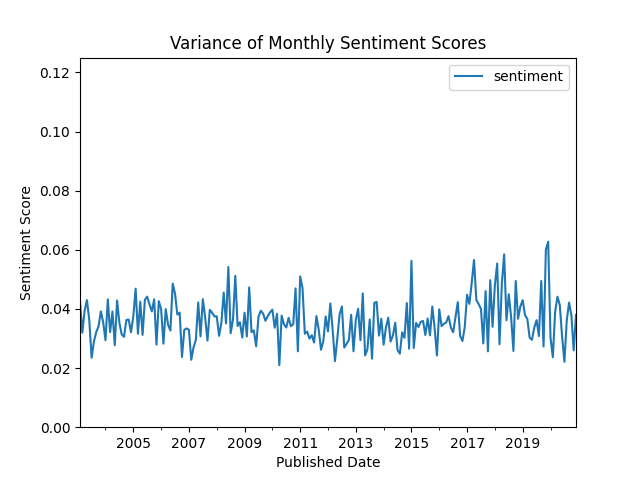 Variance of Monthly Sentiment Scores
sentiment
0.12
0.10
0.08
0.06
0.04
0.02
0.00
Sentiment Score
2005 2007 2009 2011 2013 2015 2017 2019
Published Date